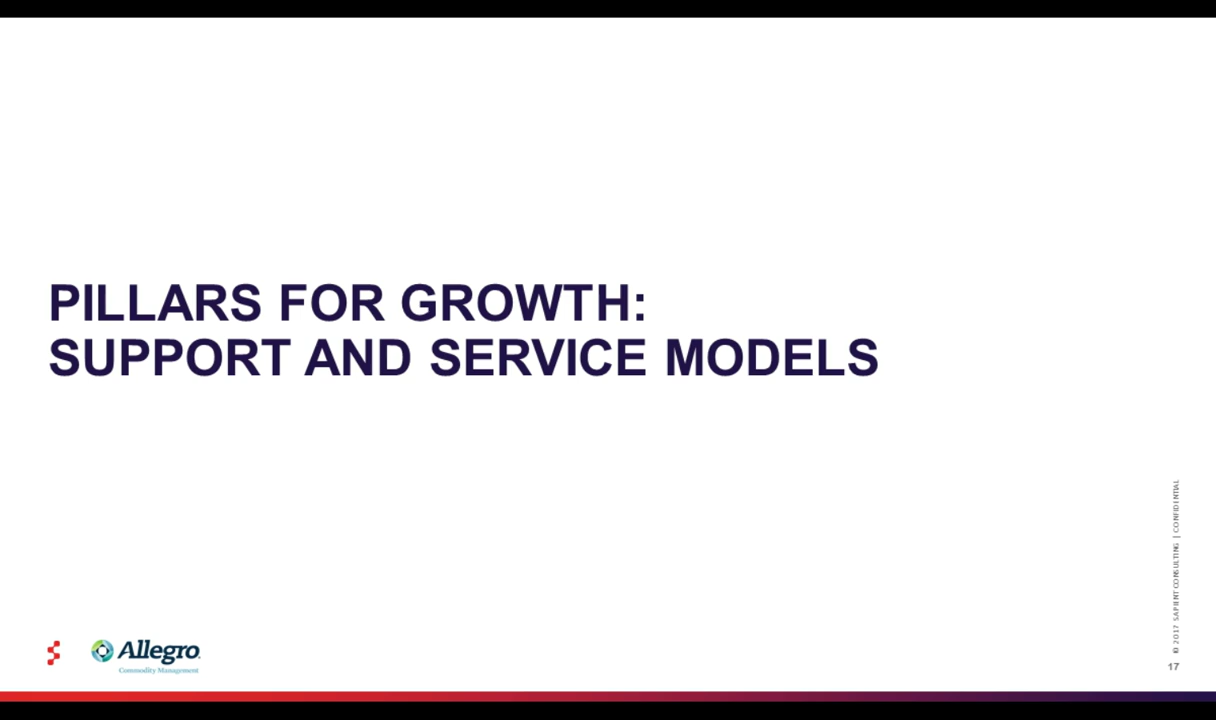 PILLARS FOR GROWTH:
SUPPORT AND SERVICE MODELS
© 2017 SAPIENT CONSULTING | CONFIDENTIAL
Allegro.
Commodity Management
17